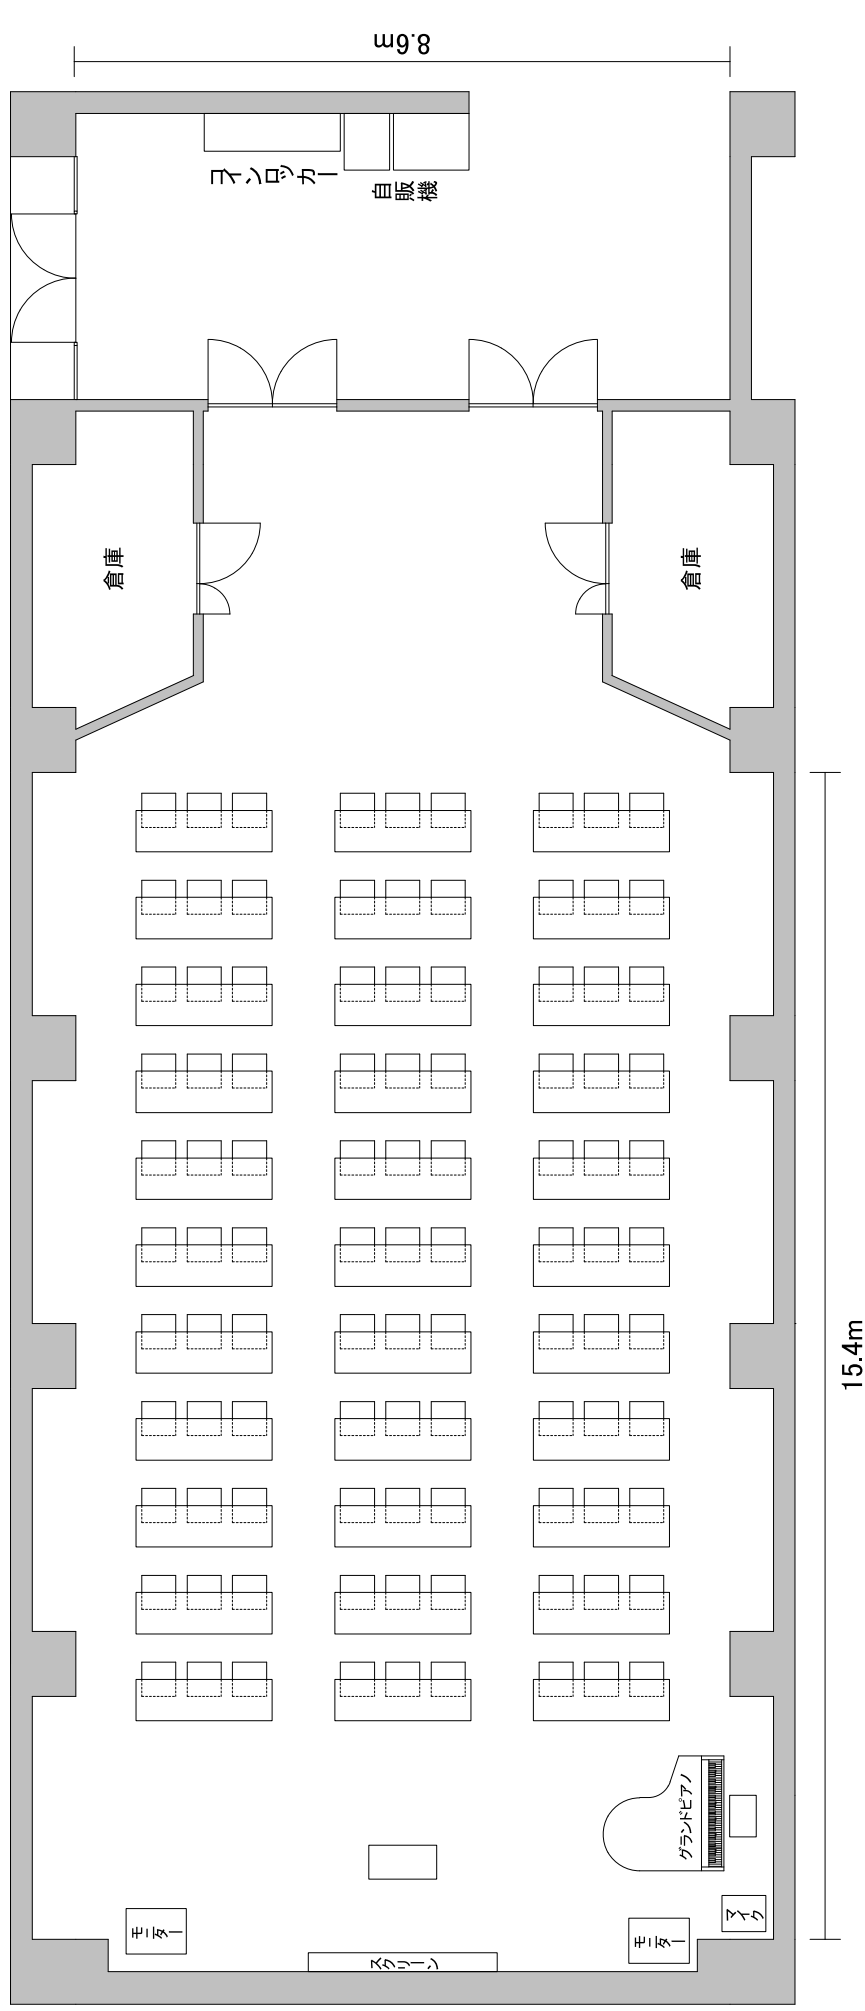 8.6m
コインロッカー
自販機
倉庫
倉庫
15.4m
グランドピアノ
マイク
モニター
モニター
スクリーン